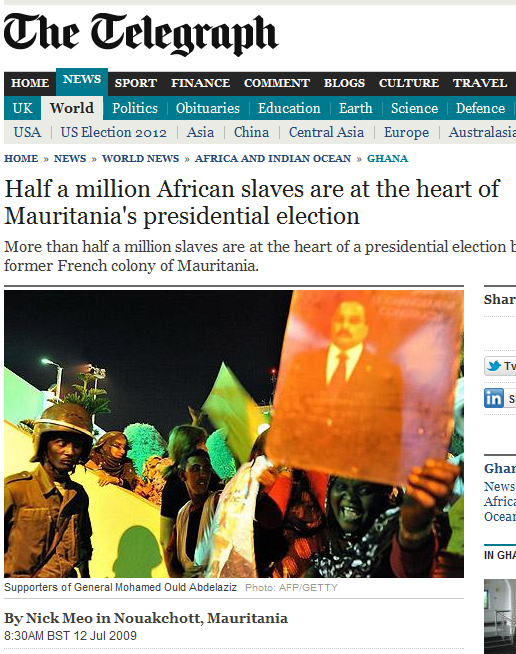 The Telegraph
HOME NEWS SPORT FINANCE COMMENT BLOGS CULTURE TRAVEL
UK World Politics Obituaries Education Earth Science Defence
USA US Election 2012 Asia China Central Asia Europe Australasia
HOME » NEWS » WORLD NEWS » AFRICA AND INDIAN OCEAN » GHANA
Half a million African slaves are at the heart of
Mauritania's presidential election
More than half a million slaves are at the heart of a presidential election b
former French colony of Mauritania.
Shar
Tw
in S
Ghan
News
Africa
Ocean
IN GHA
Supporters of General Mohamed Ould Abdelaziz Photo: AFP/GETTY
By Nick Meo in Nouakchott, Mauritania
8:30AM BST 12 Jul 2009